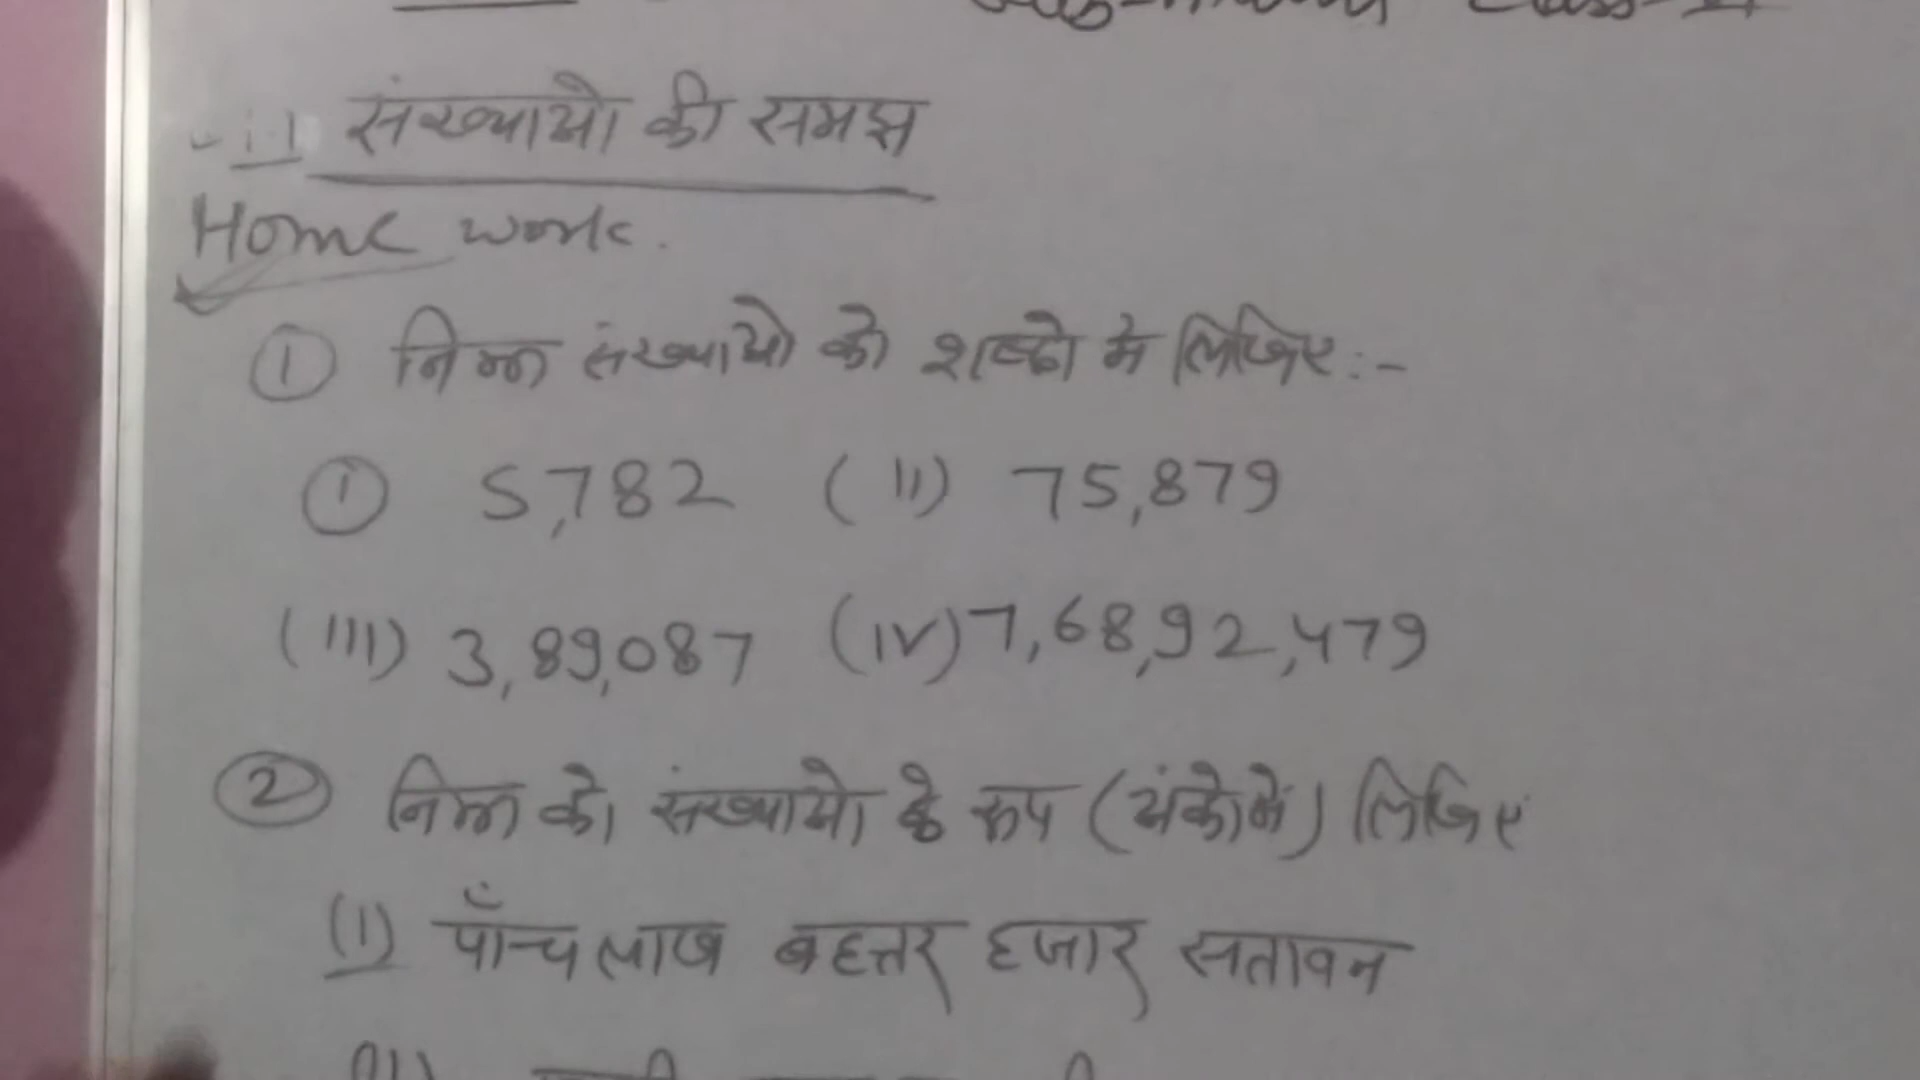 संख्याओ की समझ
Home work.
① निम्न संख्याओ को शब्दो मे लिजिए :-
① 5,782 (II) 75,879
(III) 3,89,087 (IV) 7,68,92,479
② निम्न को संख्याओ के रूप (अंको मे) लिजिए
(I) पाँच लाख बहत्तर हजार सतावन